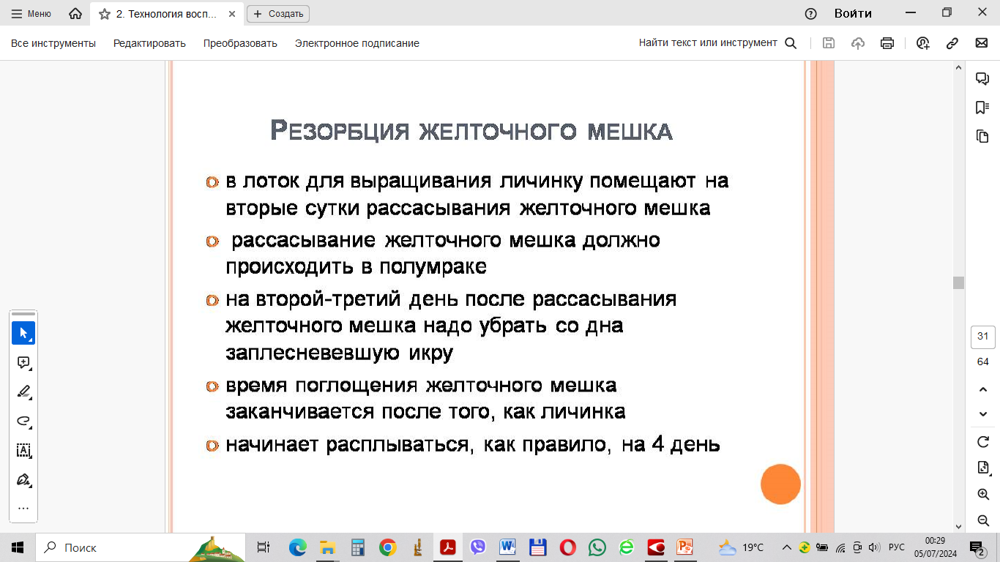 Меню
2. Технология восп...
Создать
Войти
Все инструменты
Редактировать
Преобразовать
Электронное подписание
Найти текст или инструмент
РЕЗОРБЦИЯ ЖЕЛТОЧНОГО МЕШКА
в лоток для выращивания личинку помещают на
вторые сутки рассасывания желточного мешка
рассасывание желточного мешка должно
происходить в полумраке
на второй-третий день после рассасывания
желточного мешка надо убрать со дна
заплесневевшую икру
время поглощения желточного мешка
заканчивается после того, как личинка
начинает расплываться, как правило, на 4 день
31
64
Поиск
19°C
РУС
00:29
05/07/2024
2